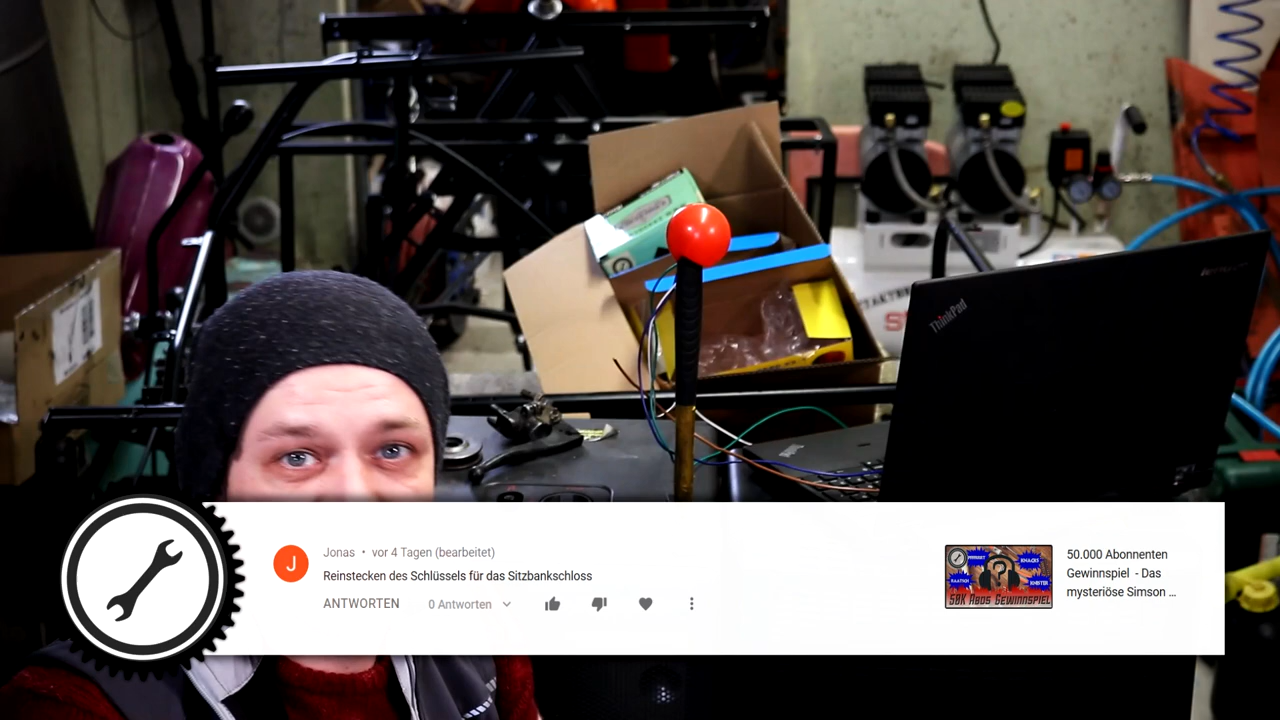 ThinkPad
Jonas • vor 4 Tagen (bearbeitet)
Reinstecken des Schlüssels für das Sitzbankschloss
ANTWORTEN 0 Antworten
50K ABOS GEWINNSPIEL
50.000 Abonnenten
Gewinnspiel - Das
mysteriöse Simson ...